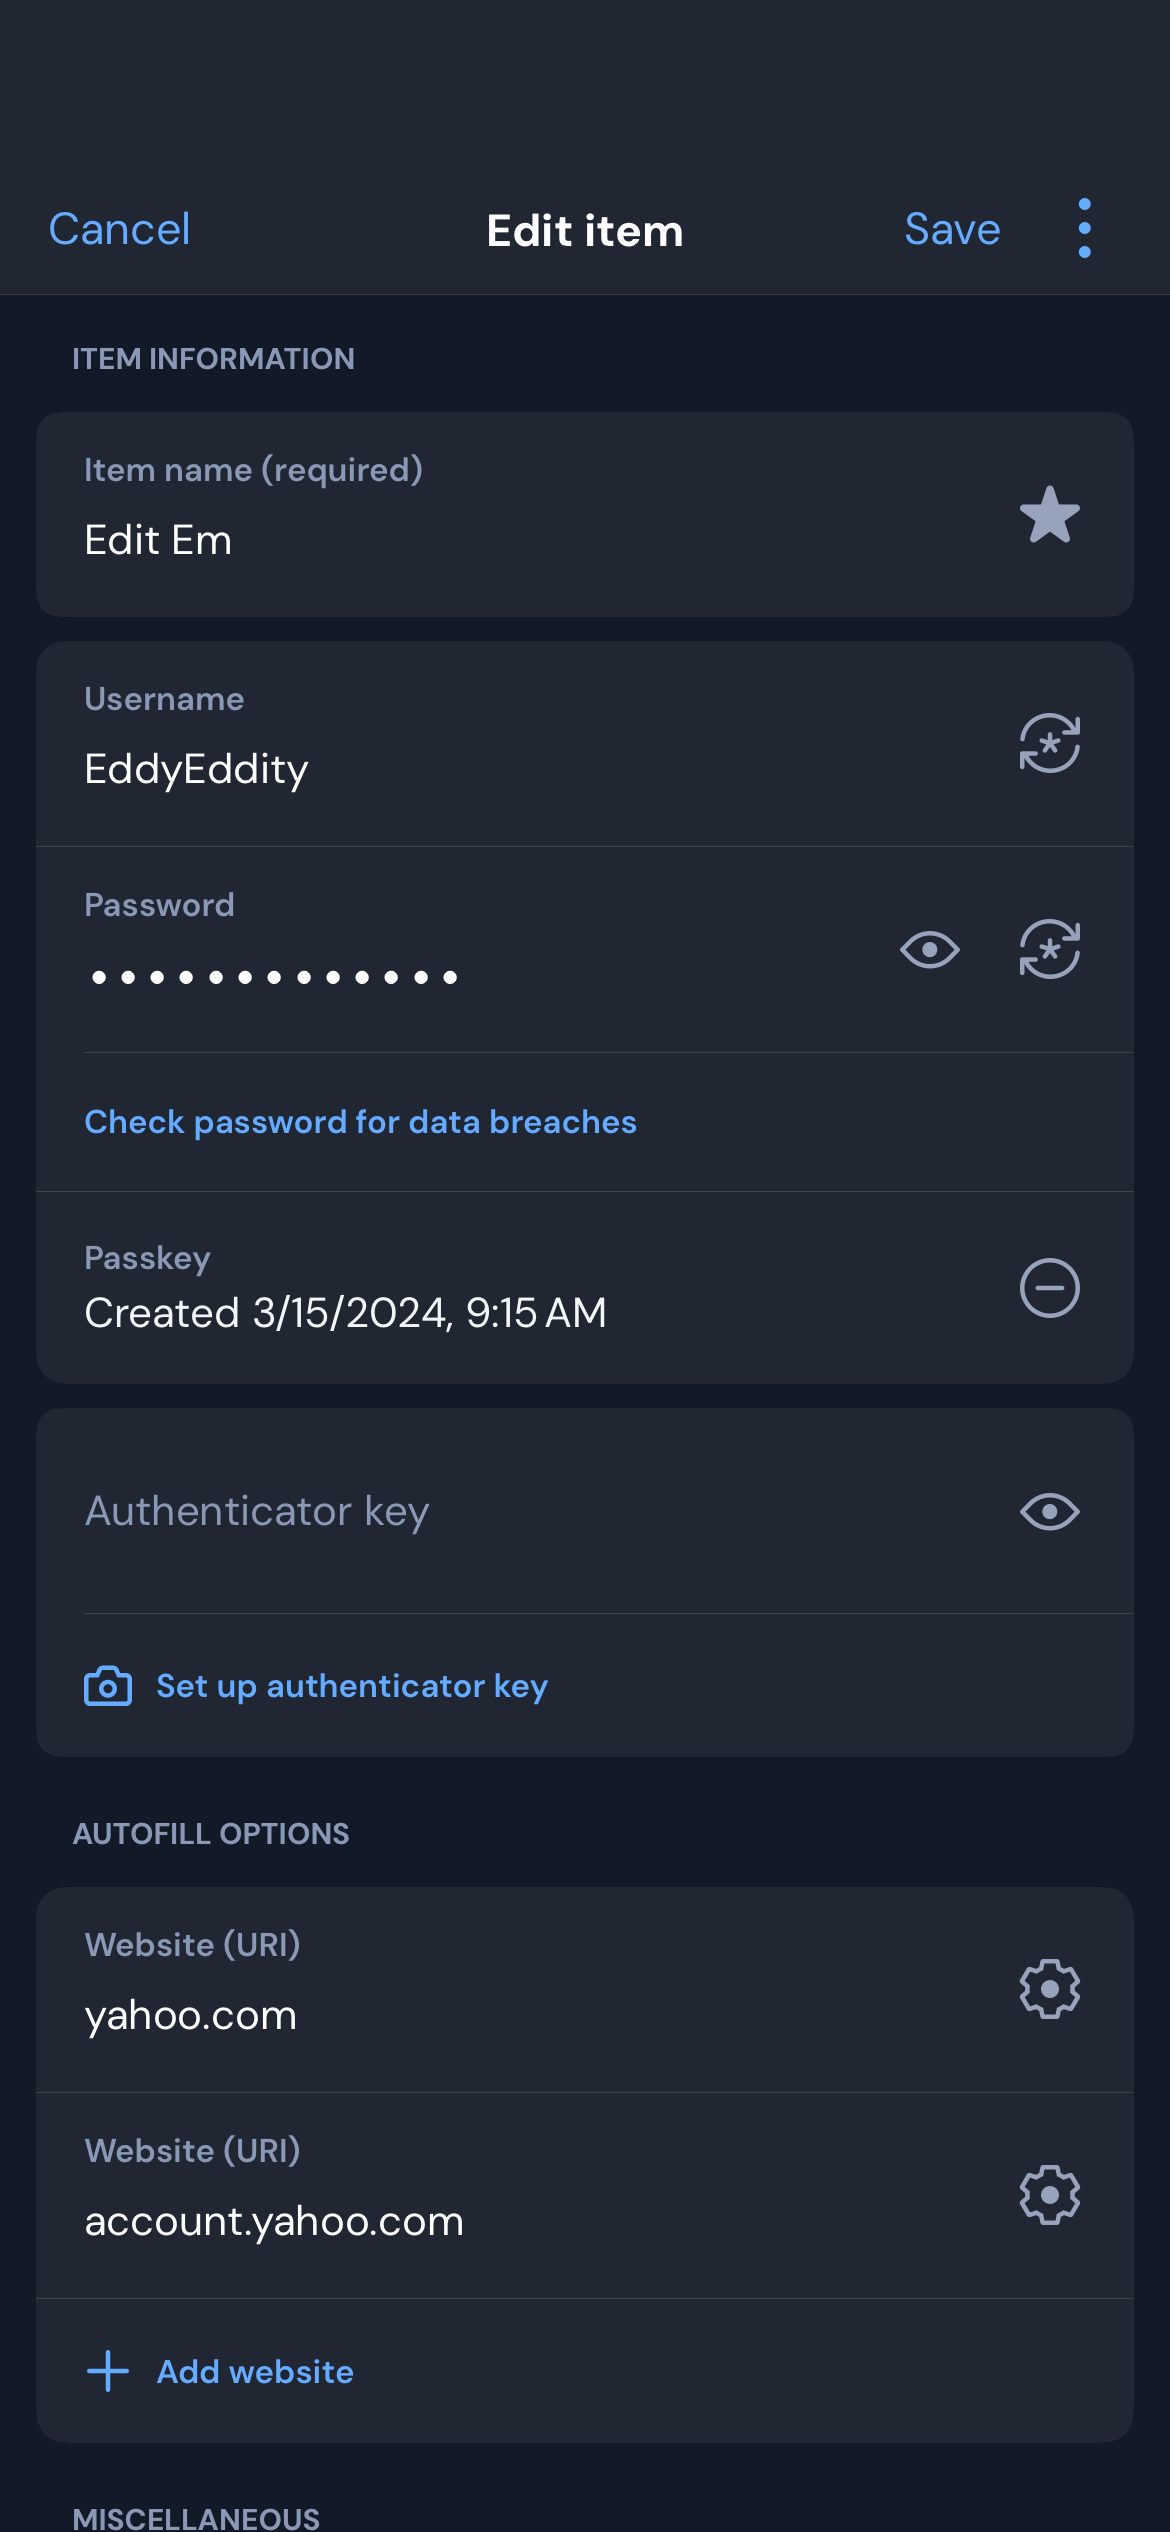 Cancel
Edit item
Save
ITEM INFORMATION
Item name (required)
Edit Em
Username
EddyEddity
Password
•••••••••••••
Check password for data breaches
Passkey
Created 3/15/2024, 9:15 AM
Authenticator key
Set up authenticator key
AUTOFILL OPTIONS
Website (URI)
yahoo.com
Website (URI)
account.yahoo.com
Add website
MISCELLANEOUS